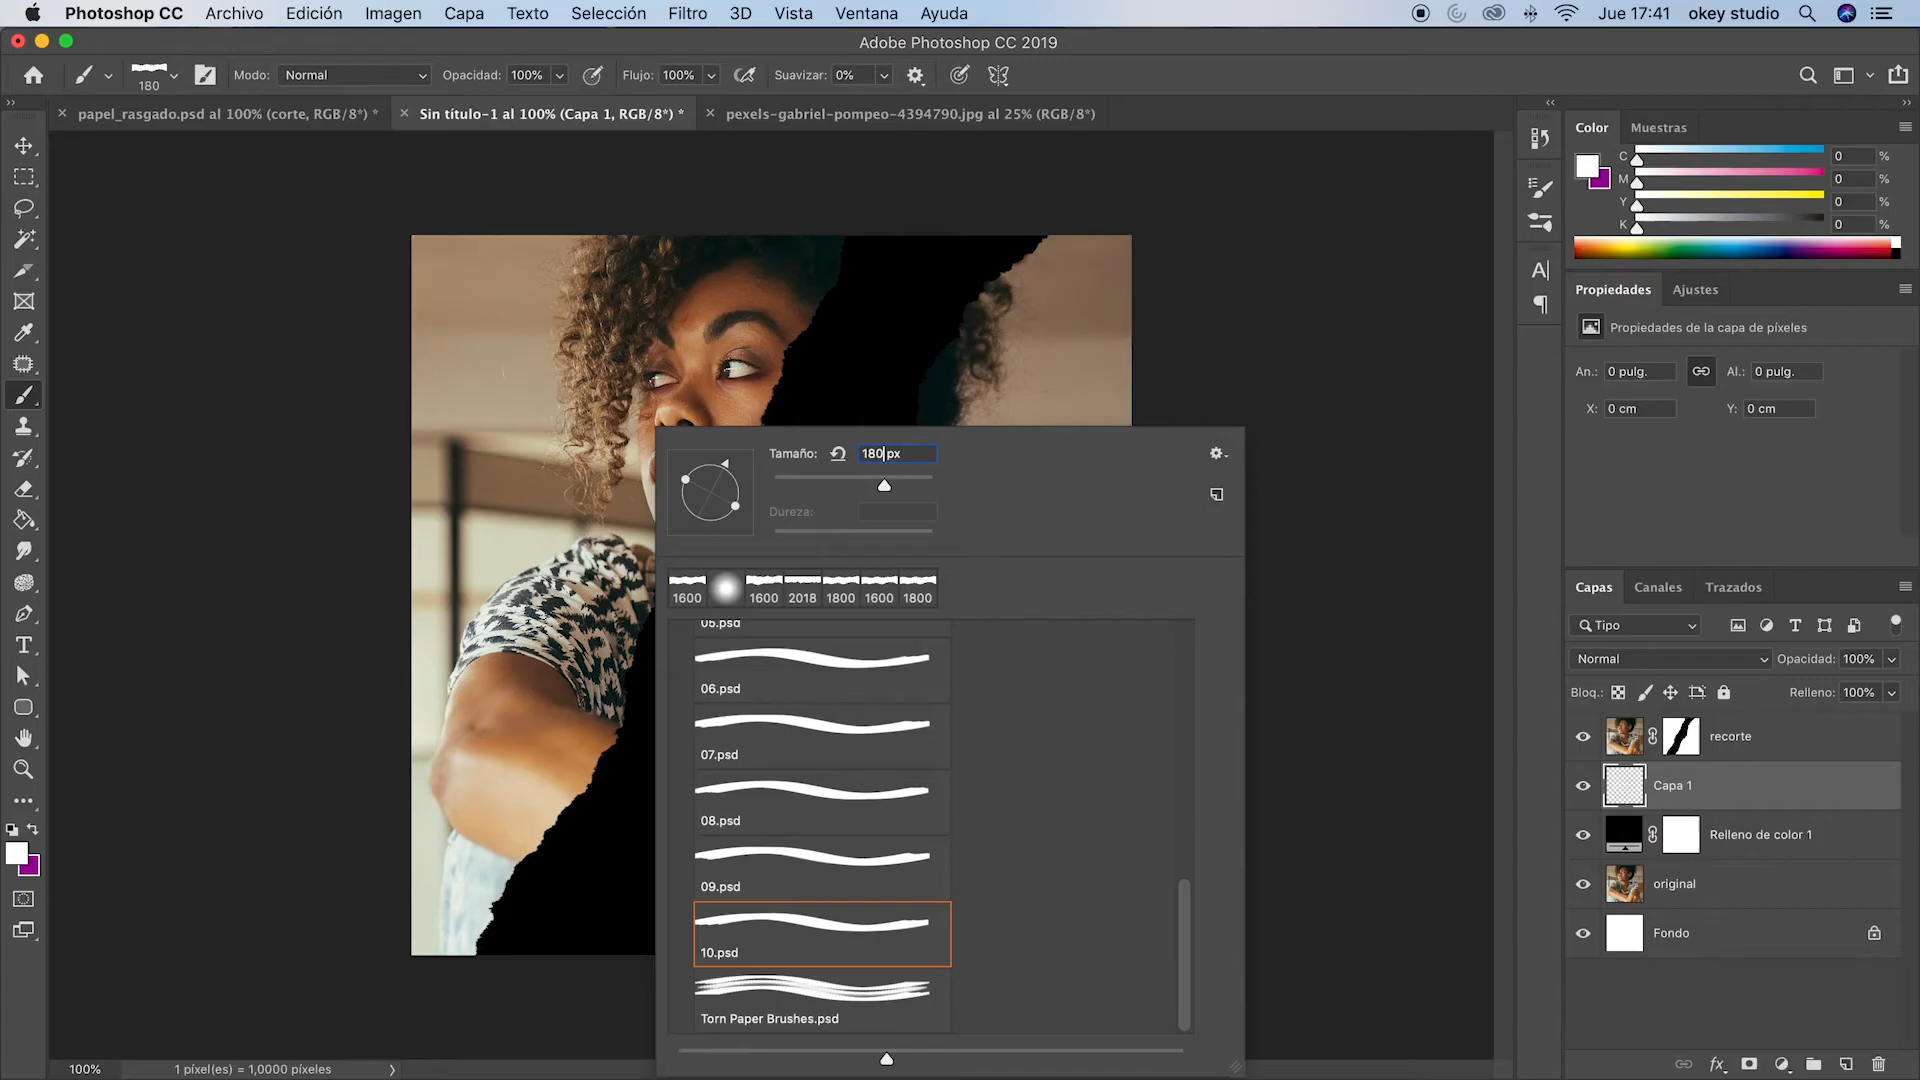 Photoshop CC Archivo Edición Imagen Capa Texto Selección Filtro 3D Vista Ventana Ayuda Jue 17:41 okey studio
Adobe Photoshop CC 2019
180 Modo: Normal Opacidad: 100% Flujo: 100% Suavizar: 0%
papel_rasgado.psd al 100% (corte, RGB/8*) * Sin título-1 al 100% (Capa 1, RGB/8*) * pexels-gabriel-pompeo-4394790.jpg al 25% (RGB/8*)
Color Muestras
C 0 %
M 0 %
Y 0 %
K 0 %
Propiedades Ajustes
Propiedades de la capa de píxeles
An.: 0 pulg. Al.: 0 pulg.
X: 0 cm Y: 0 cm
Tamaño: 180 px
Dureza:
1600 1600 2018 1800 1600 1800
05.psd
06.psd
07.psd
08.psd
09.psd
10.psd
Torn Paper Brushes.psd
Capas Canales Trazados
Tipo
Normal Opacidad: 100%
Bloq.: Relleno: 100%
recorte
Capa 1
Relleno de color 1
original
Fondo
100% 1 píxel(es) = 1,0000 píxeles